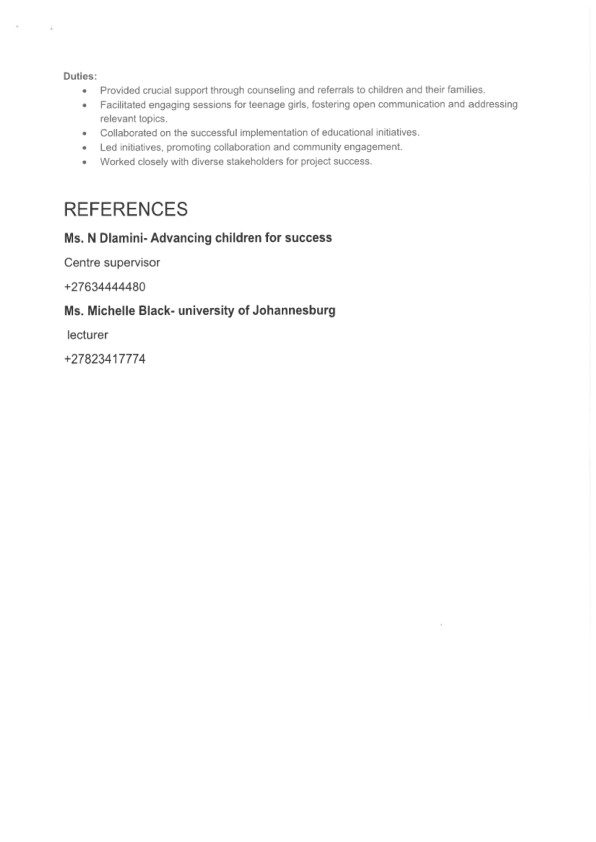 Duties:
• Provided crucial support through counseling and referrals to children and their families.
• Facilitated engaging sessions for teenage girls, fostering open communication and addressing
relevant topics.
• Collaborated on the successful implementation of educational initiatives.
• Led initiatives, promoting collaboration and community engagement.
• Worked closely with diverse stakeholders for project success.
REFERENCES
Ms. N Dlamini- Advancing children for success
Centre supervisor
+27634444480
Ms. Michelle Black- university of Johannesburg
lecturer
+27823417774